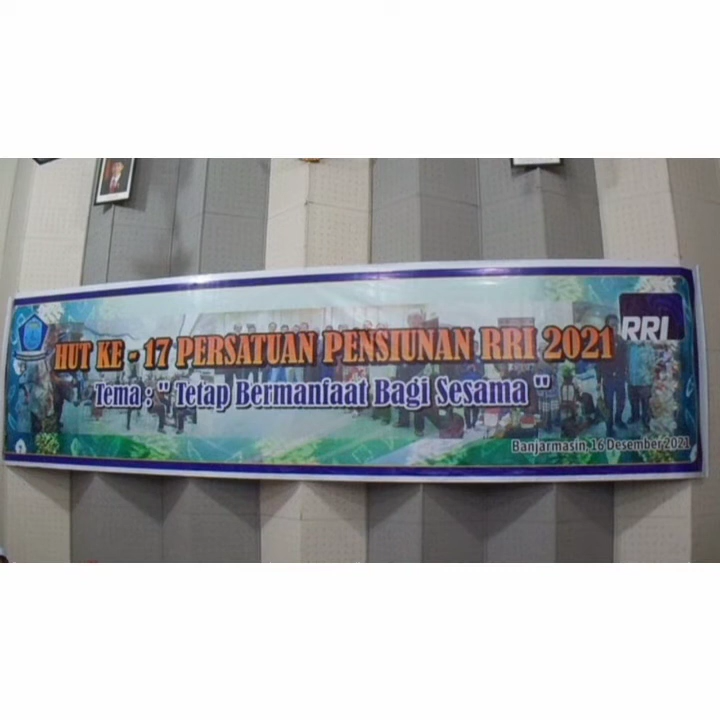 HUT KE - 17 PERSATUAN PENSIUNAN RRI 2021
RRI
Tema : " Tetap Bermanfaat Bagi Sesama "
Banjarmasin, 16 Desember 2021